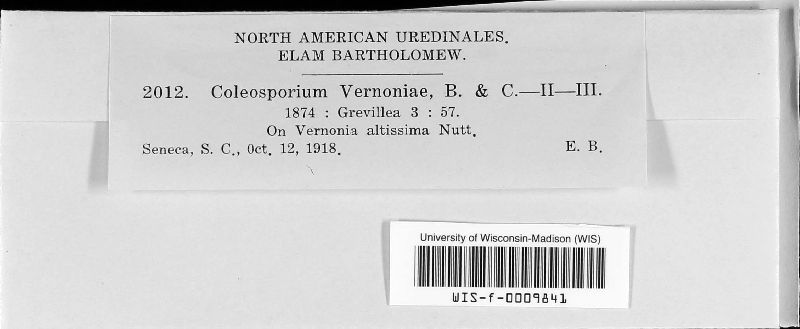 NORTH AMERICAN UREDINALES.
ELAM BARTHOLOMEW.
2012. Coleosporium Vernoniae, B. & C.—II—III.
1874 : Grevillea 3 : 57.
On Vernonia altissima Nutt.
Seneca, S. C., Oct. 12, 1918. E. B.
University of Wisconsin-Madison (WIS)
WIS-f-0009841